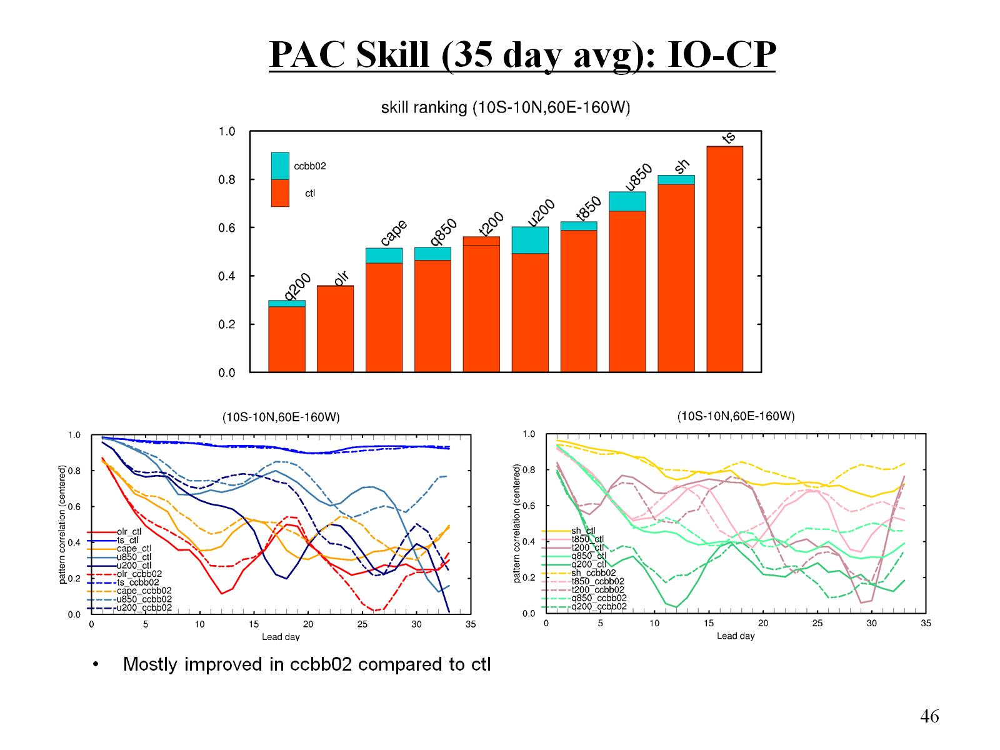 PAC Skill (35 day avg): IO-CP
skill ranking (10S-10N,60E-160W)
1.0
0.8
0.6
0.4
0.2
0.0
ccbb02
ctl
q200
olr
cape
q850
t200
u200
t850
u850
sh
ts
(10S-10N,60E-160W)
pattern correlation (centered)
1.0
0.8
0.6
0.4
0.2
0.0
olr_ctl
ts_ctl
cape_ctl
u850_ctl
u200_ctl
olr_ccbb02
ts_ccbb02
cape_ccbb02
u850_ccbb02
u200_ccbb02
0 5 10 15 20 25 30 35
Lead day
(10S-10N,60E-160W)
pattern correlation (centered)
1.0
0.8
0.6
0.4
0.2
0.0
sh_ctl
t850_ctl
t200_ctl
q850_ctl
q200_ctl
sh_ccbb02
t850_ccbb02
t200_ccbb02
q850_ccbb02
q200_ccbb02
0 5 10 15 20 25 30 35
Lead day
• Mostly improved in ccbb02 compared to ctl
46